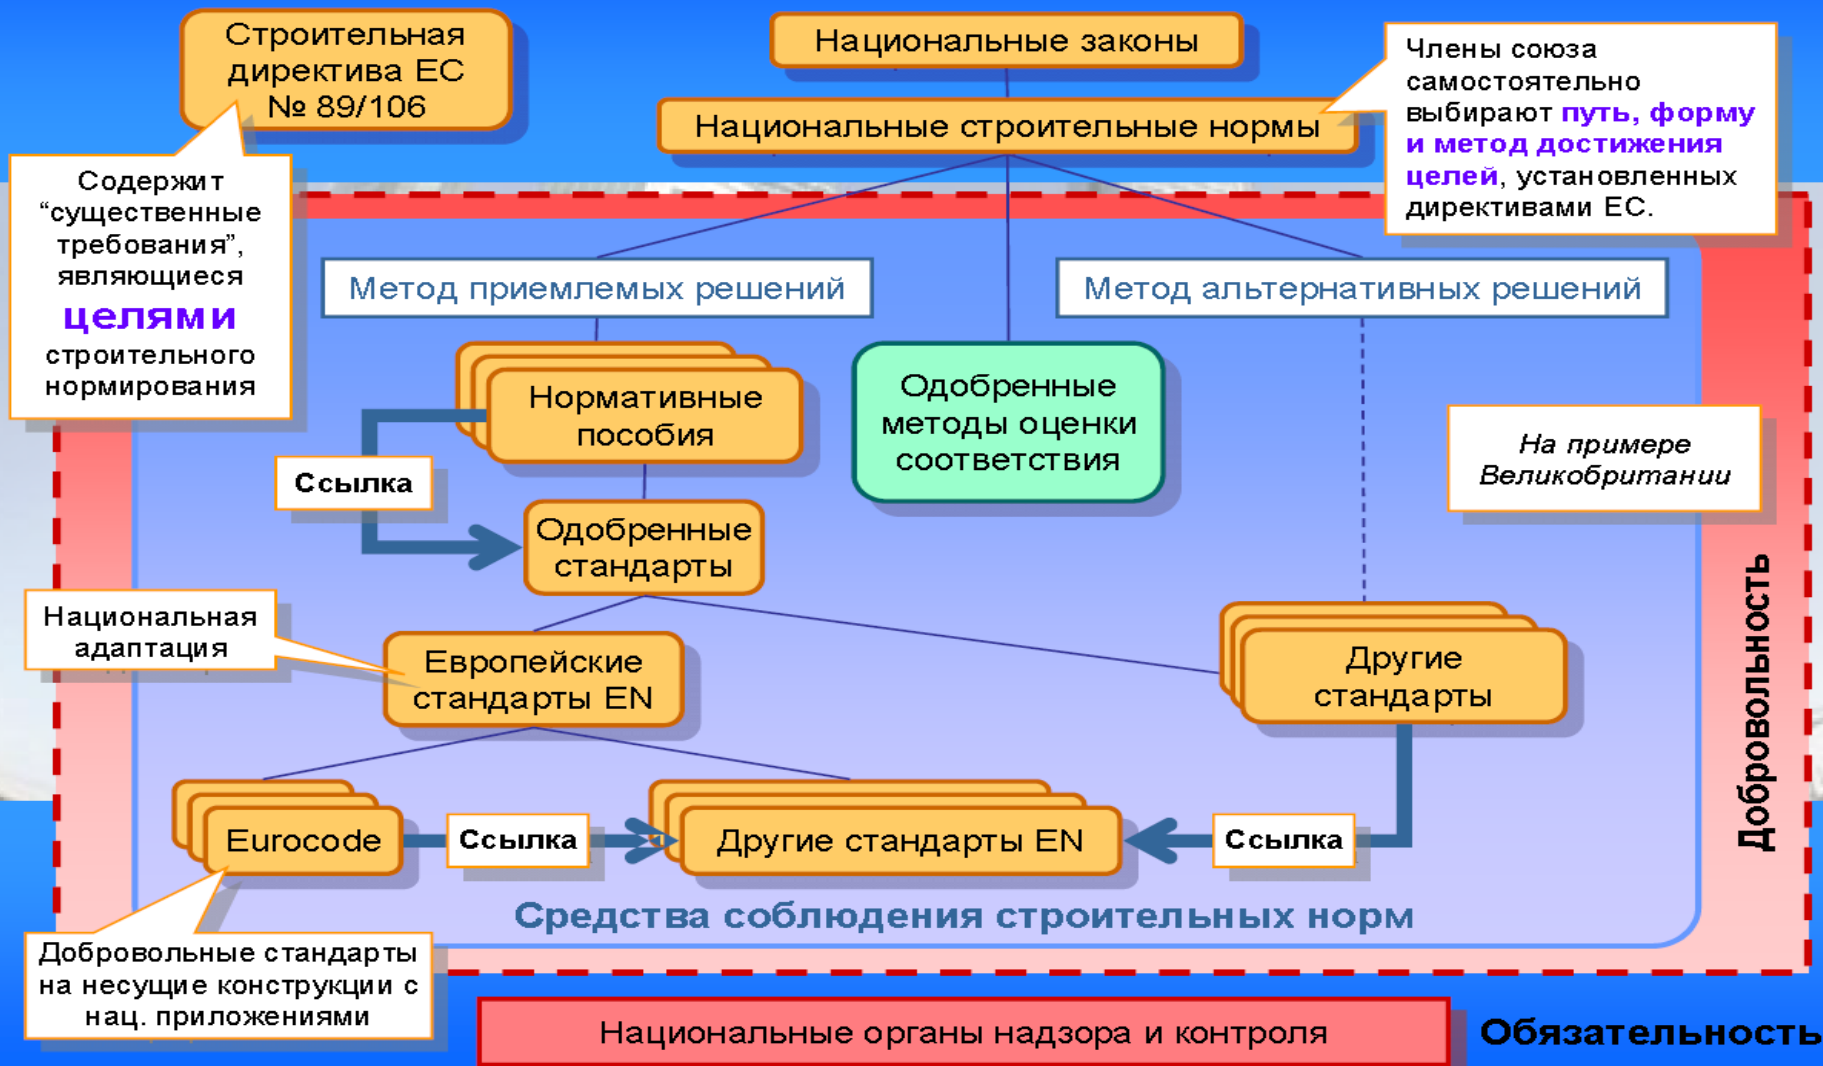 Строительная
директива ЕС
№ 89/106
Национальные законы
Национальные строительные нормы
Члены союза
самостоятельно
выбирают путь, форму
и метод достижения
целей, установленных
директивами ЕС.
Содержит
“существенные
требования”,
являющиеся
целями
строительного
нормирования
Метод приемлемых решений
Метод альтернативных решений
Нормативные
пособия
Одобренные
методы оценки
соответствия
На примере
Великобритании
Ссылка
Одобренные
стандарты
Национальная
адаптация
Европейские
стандарты EN
Другие
стандарты
Добровольность
Eurocode
Ссылка
Другие стандарты EN
Ссылка
Средства соблюдения строительных норм
Добровольные стандарты
на несущие конструкции с
нац. приложениями
Национальные органы надзора и контроля
Обязательность